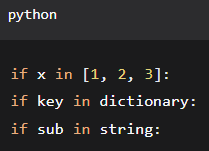 python
if x in [1, 2, 3]:
if key in dictionary:
if sub in string: